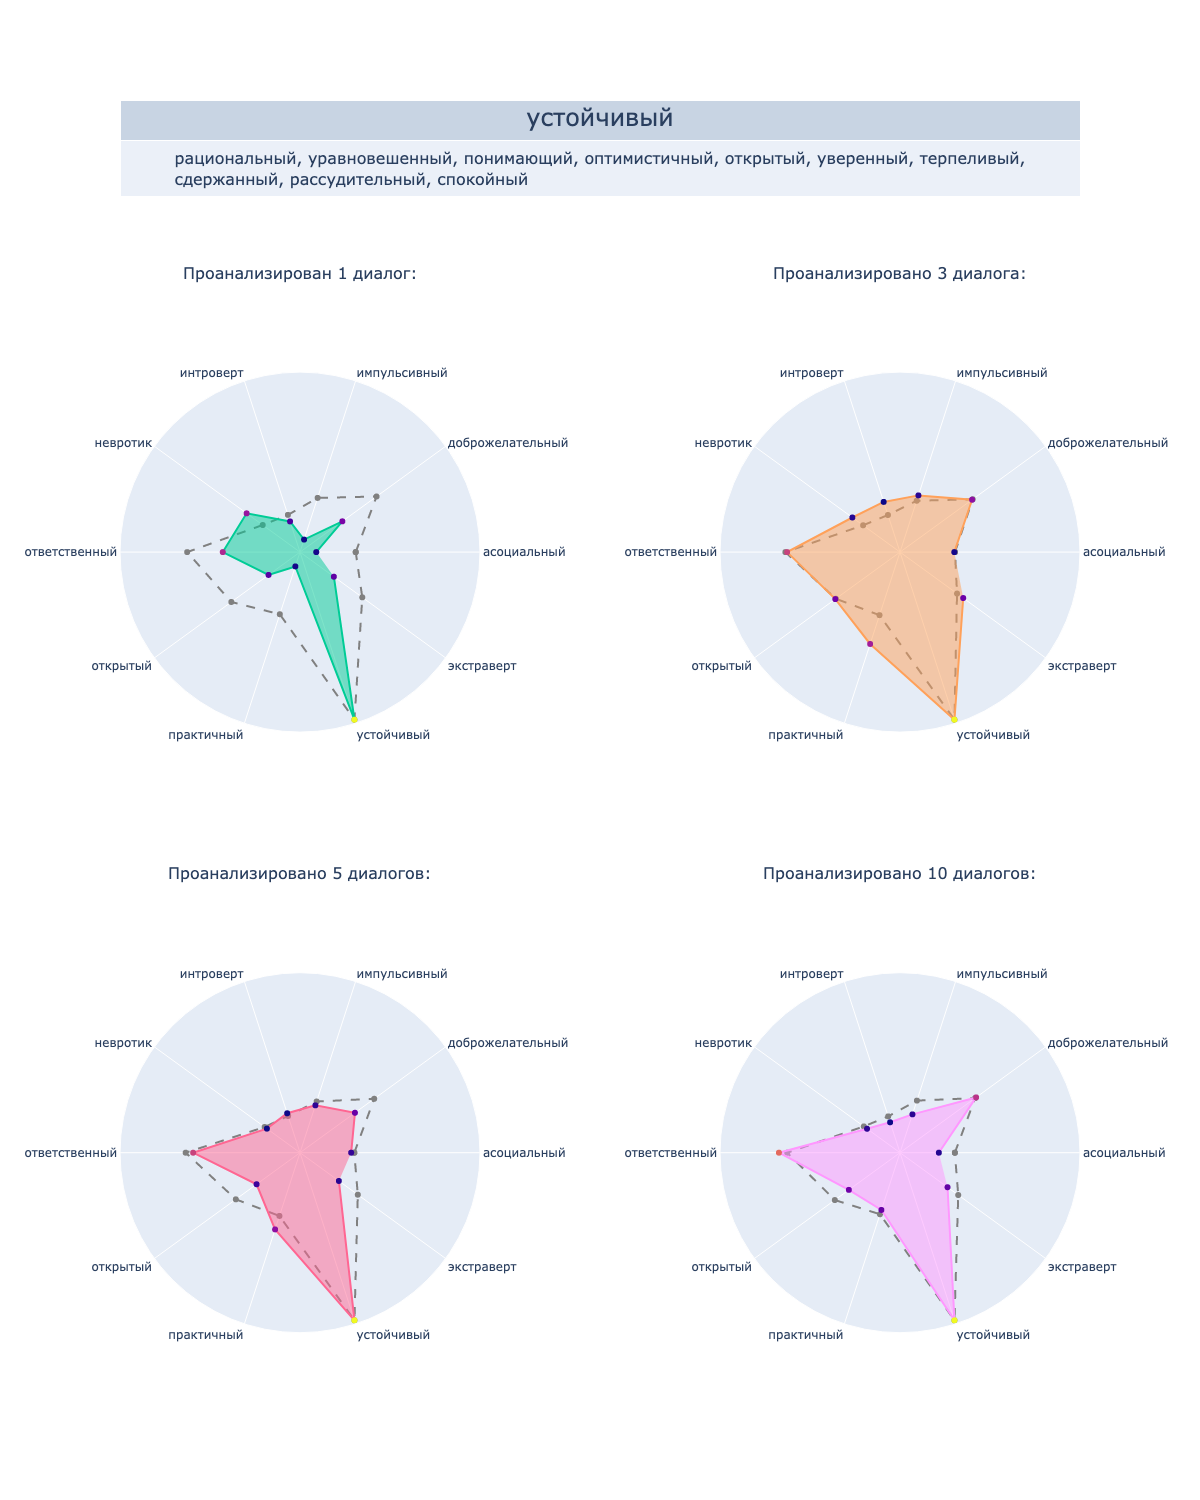 устойчивый
рациональный, уравновешенный, понимающий, оптимистичный, открытый, уверенный, терпеливый,
сдержанный, рассудительный, спокойный
Проанализирован 1 диалог:
интроверт
импульсивный
невротик
доброжелательный
ответственный
асоциальный
открытый
экстраверт
практичный
устойчивый
Проанализировано 3 диалога:
интроверт
импульсивный
невротик
доброжелательный
ответственный
асоциальный
открытый
экстраверт
практичный
устойчивый
Проанализировано 5 диалогов:
интроверт
импульсивный
невротик
доброжелательный
ответственный
асоциальный
открытый
экстраверт
практичный
устойчивый
Проанализировано 10 диалогов:
интроверт
импульсивный
невротик
доброжелательный
ответственный
асоциальный
открытый
экстраверт
практичный
устойчивый